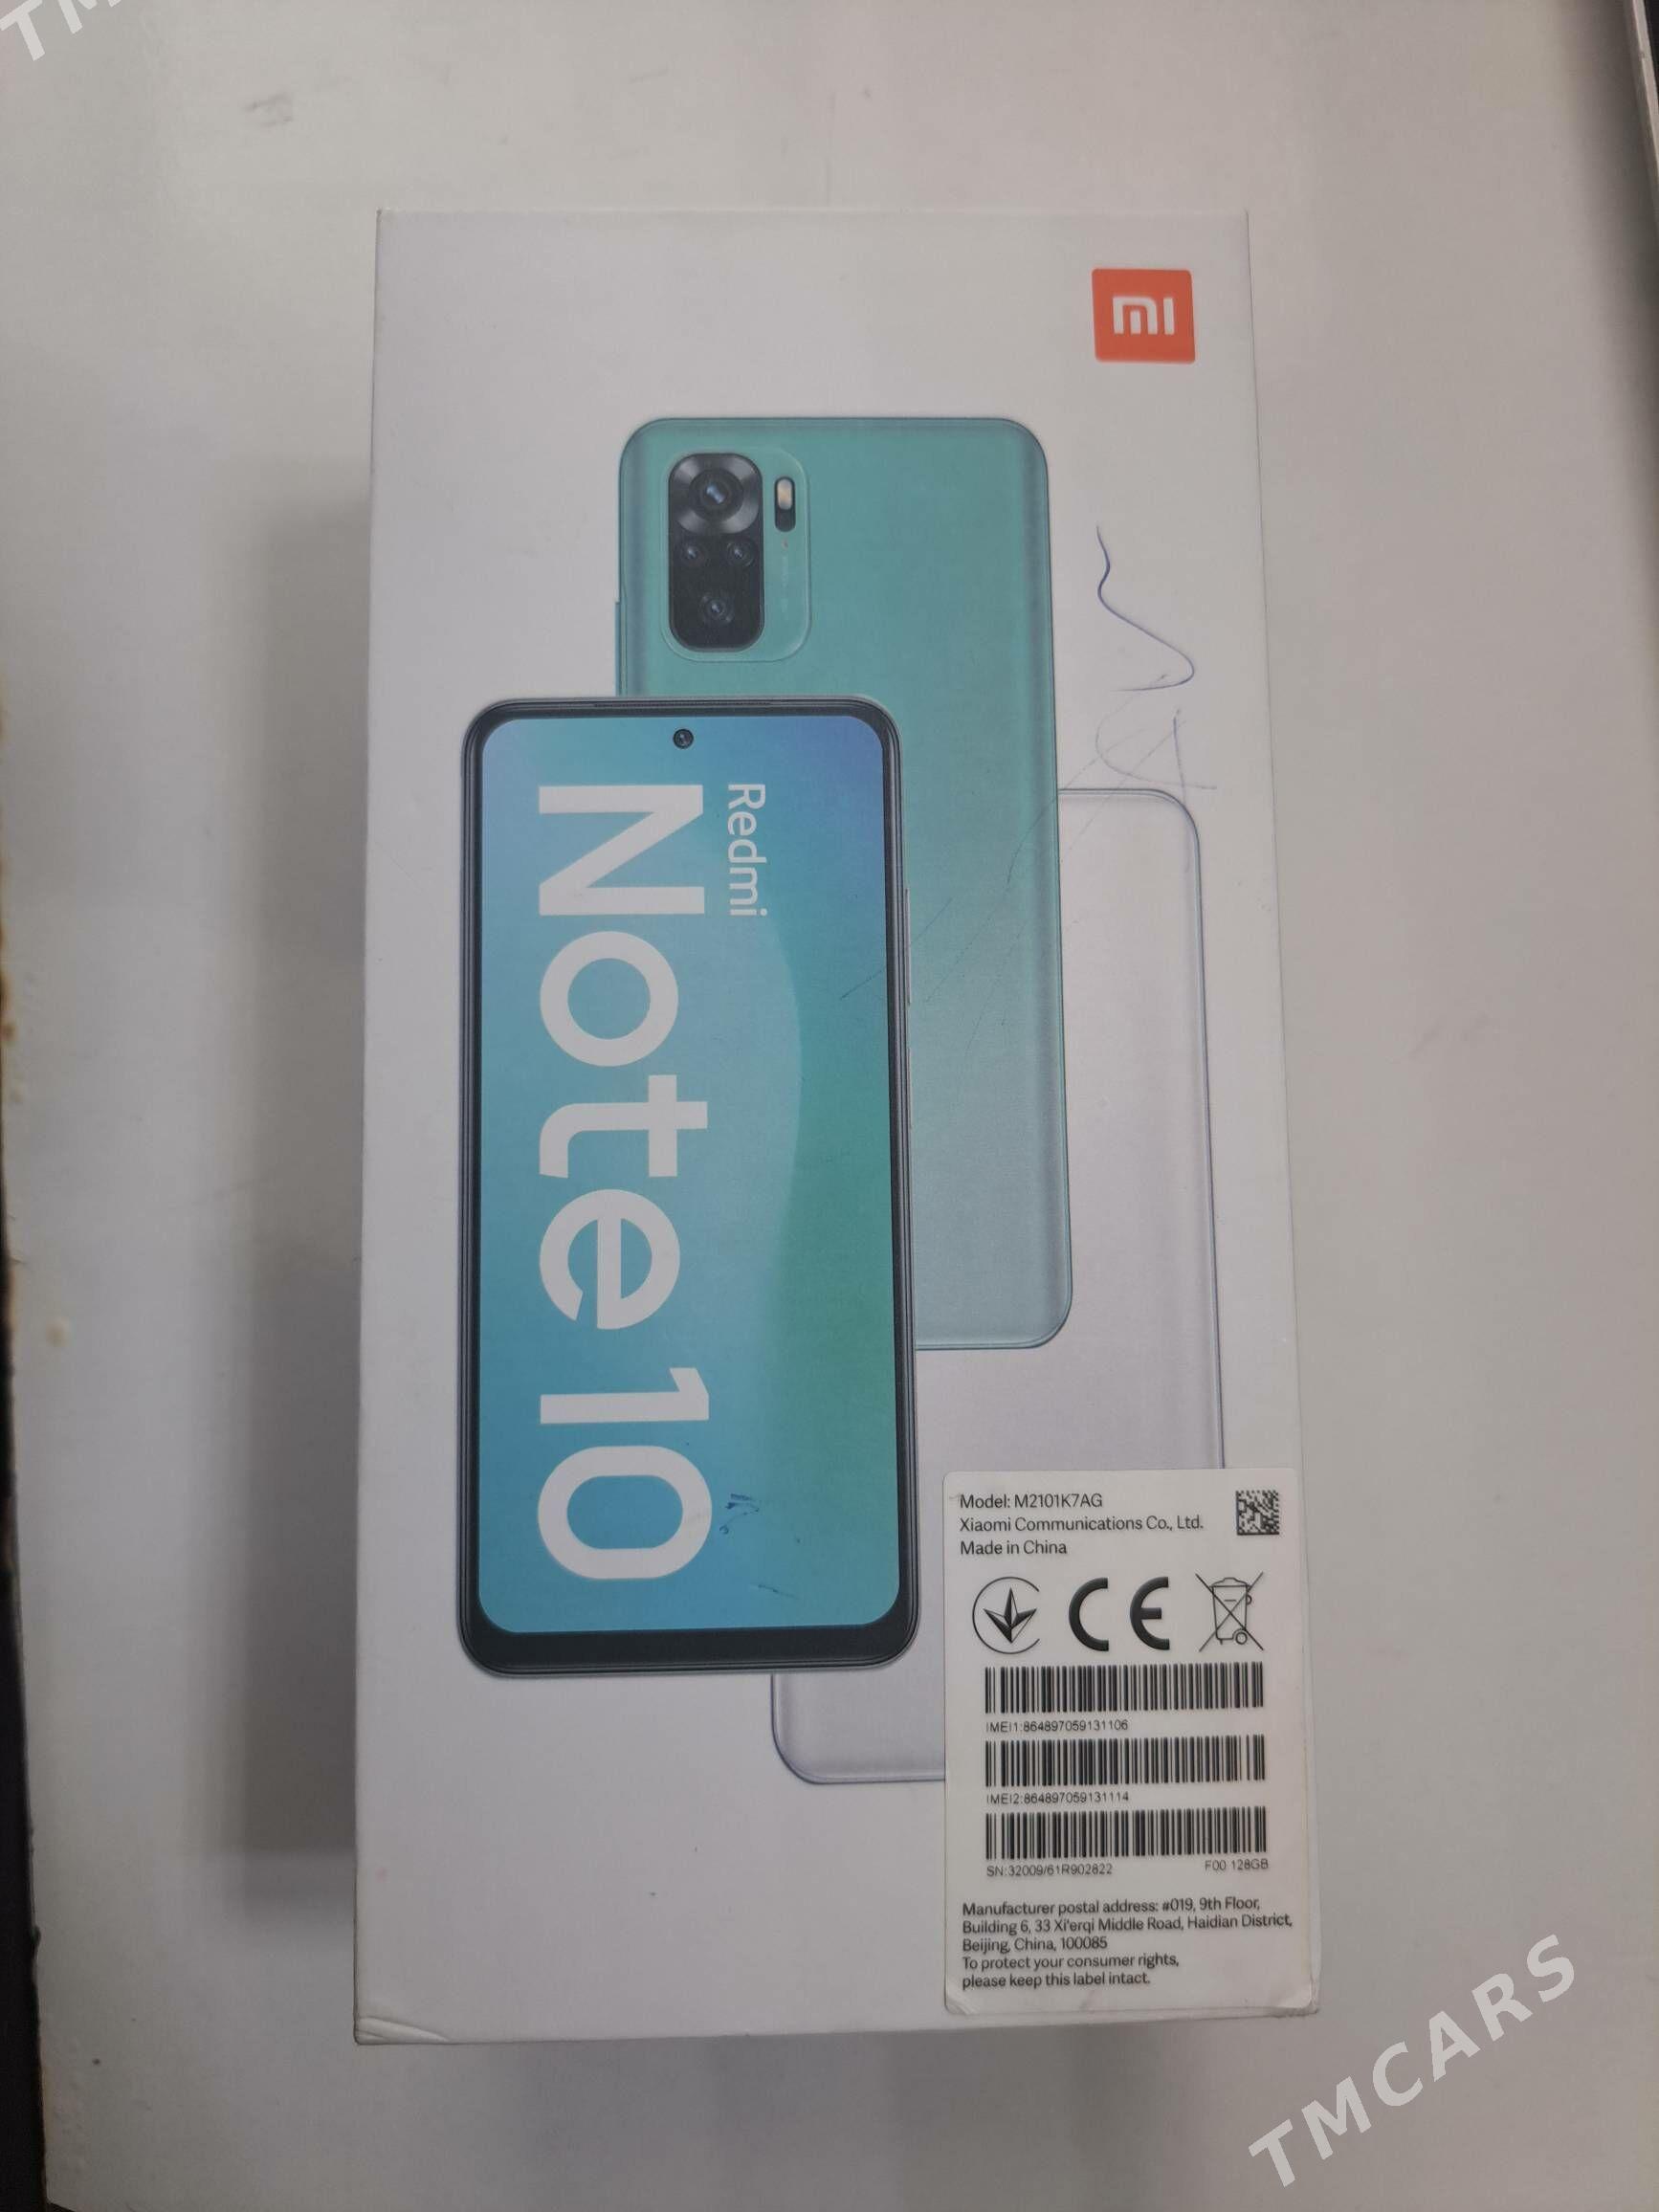 TM
mi
Redmi
Note 10
Model: M2101K7AG
Xiaomi Communications Co., Ltd.
Made in China
CE
IMEI1:864897059131106
IMEI2:864897059131114
SN:32009/61R902822
F00 128GB
Manufacturer postal address: #019, 9th Floor,
Building 6, 33 Xi'erqi Middle Road, Haidian District,
Beijing, China, 100085
To protect your consumer rights,
please keep this label intact.
TMCARS